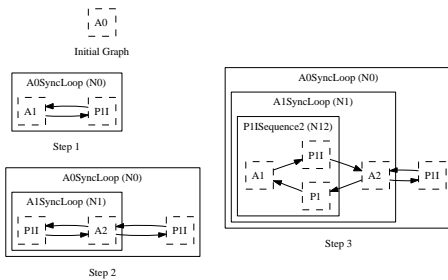 A0
Initial Graph
A0SyncLoop (N0)
A1 P1I
Step 1
A0SyncLoop (N0)
A1SyncLoop (N1)
P1I A2 P1I
Step 2
A0SyncLoop (N0)
A1SyncLoop (N1)
P1ISequence2 (N12)
P1I
A1 A2 P1I
P1
Step 3